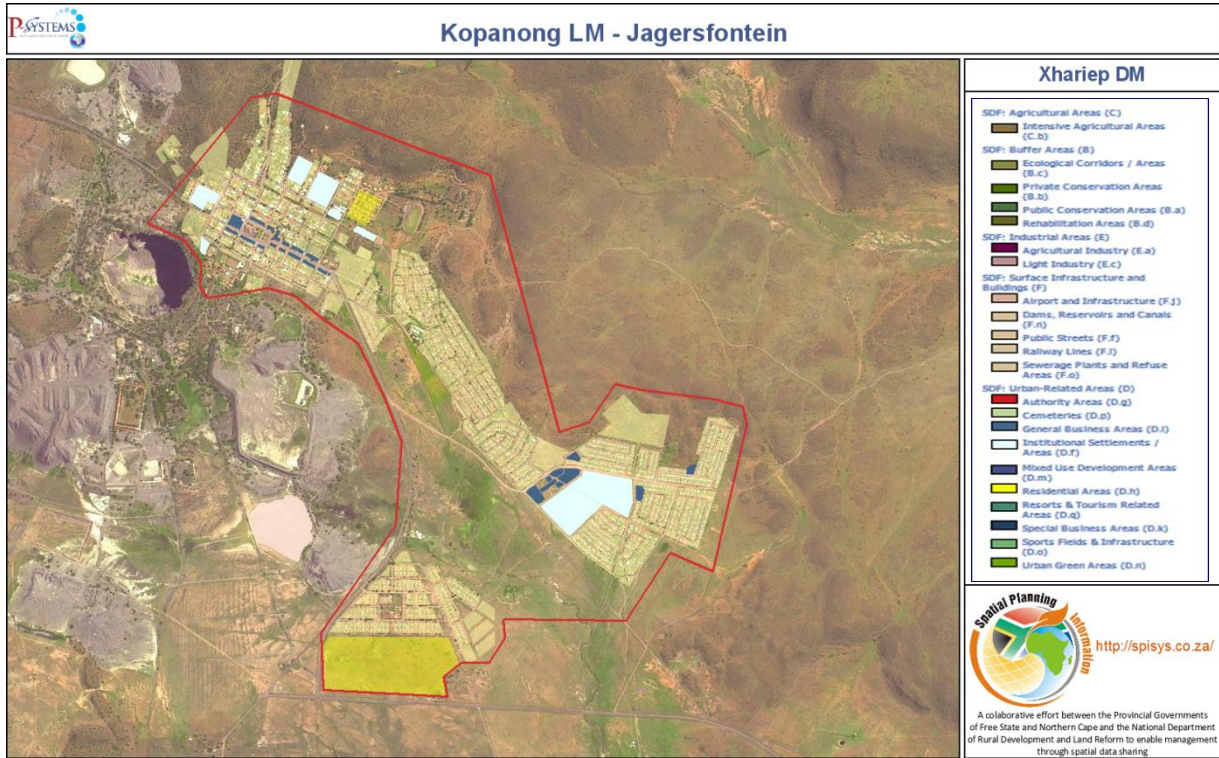 P-SYSTEMS
Kopanong LM - Jagersfontein
Xhariep DM
SDF: Agricultural Areas (C)
Intensive Agricultural Areas
(C.b)
SDF: Buffer Areas (B)
Ecological Corridors / Areas
(B.c)
Private Conservation Areas
(B.b)
Public Conservation Areas (B.a)
Rehabilitation Areas (B.d)
SDF: Industrial Areas (E)
Agricultural Industry (E.a)
Light Industry (E.c)
SDF: Surface Infrastructure and
Buildings (F)
Airport and Infrastructure (F.j)
Dams, Reservoirs and Canals
(F.n)
Public Streets (F.f)
Railway Lines (F.i)
Sewerage Plants and Refuse
Areas (F.o)
SDF: Urban-Related Areas (D)
Authority Areas (D.g)
Cemeteries (D.p)
General Business Areas (D.l)
Institutional Settlements /
Areas (D.f)
Mixed Use Development Areas
(D.m)
Residential Areas (D.h)
Resorts & Tourism Related
Areas (D.q)
Special Business Areas (D.k)
Sports Fields & Infrastructure
(D.o)
Urban Green Areas (D.n)
Spatial Planning
Information
http://spisys.co.za/
A colaborative effort between the Provincial Governments
of Free State and Northern Cape and the National Department
of Rural Development and Land Reform to enable management
through spatial data sharing